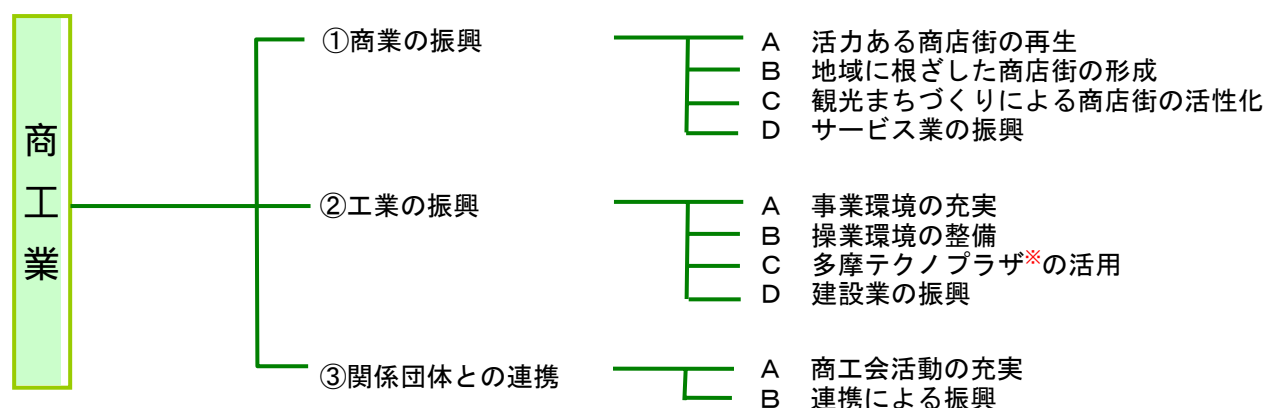 商工業
①商業の振興
A 活力ある商店街の再生
B 地域に根ざした商店街の形成
C 観光まちづくりによる商店街の活性化
D サービス業の振興
②工業の振興
A 事業環境の充実
B 操業環境の整備
C 多摩テクノプラザ※の活用
D 建設業の振興
③関係団体との連携
A 商工会活動の充実
B 連携による振興